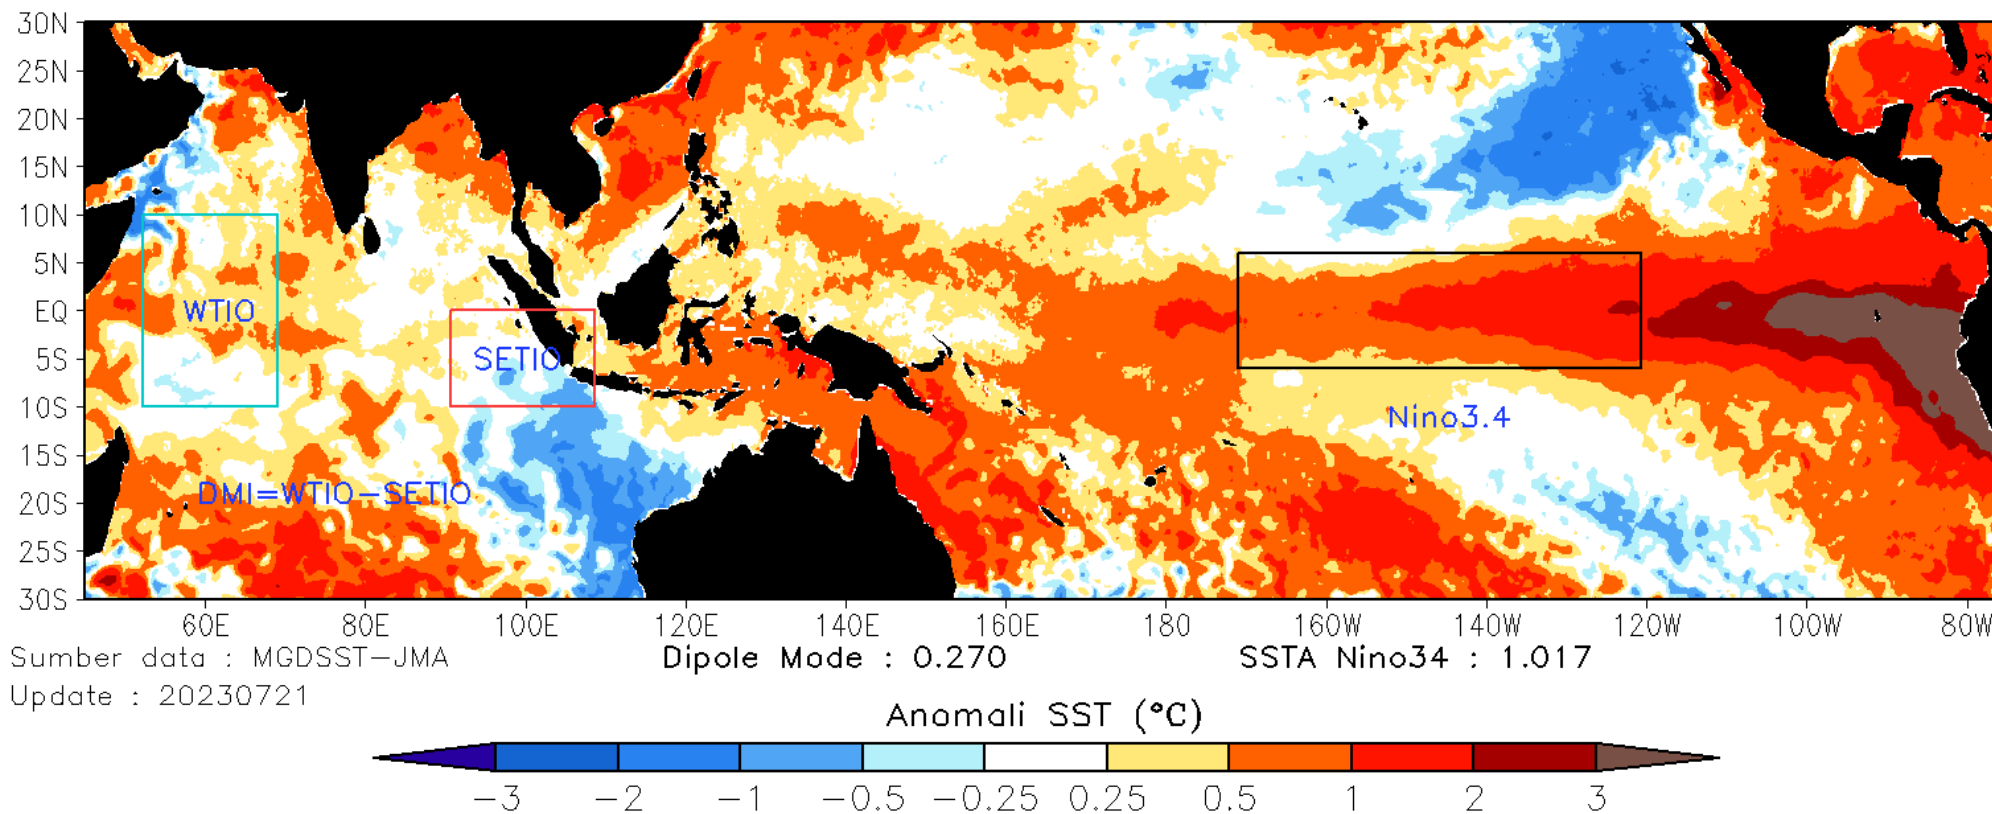 30N
25N
20N
15N
10N
5N
EQ
5S
10S
15S
20S
25S
30S
WTIO
SETIO
Nino3.4
DMI=WTIO−SETIO
60E 80E 100E 120E 140E 160E 180 160W 140W 120W 100W 80W
Sumber data : MGDSST−JMA Dipole Mode : 0.270 SSTA Nino34 : 1.017
Update : 20230721
Anomali SST (°C)
−3 −2 −1 −0.5 −0.25 0.25 0.5 1 2 3